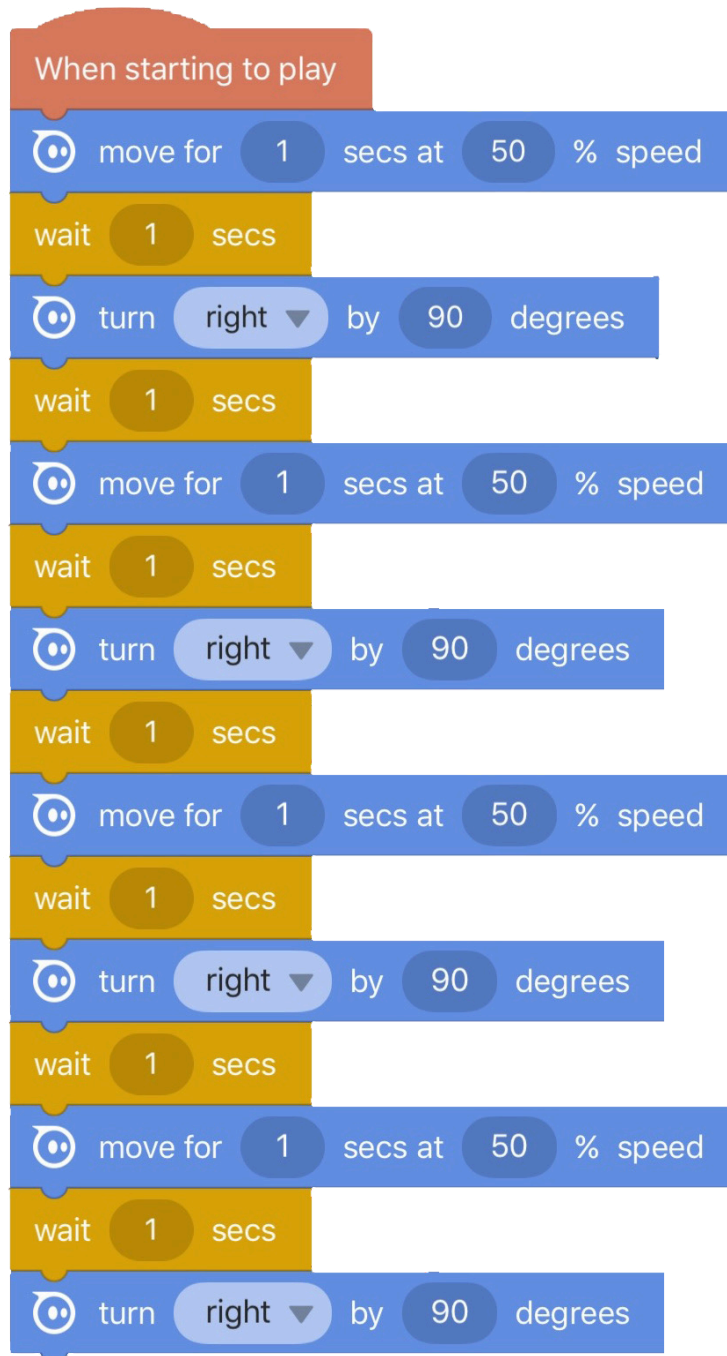 When starting to play
move for 1 secs at 50 % speed
wait 1 secs
turn right by 90 degrees
wait 1 secs
move for 1 secs at 50 % speed
wait 1 secs
turn right by 90 degrees
wait 1 secs
move for 1 secs at 50 % speed
wait 1 secs
turn right by 90 degrees
wait 1 secs
move for 1 secs at 50 % speed
wait 1 secs
turn right by 90 degrees